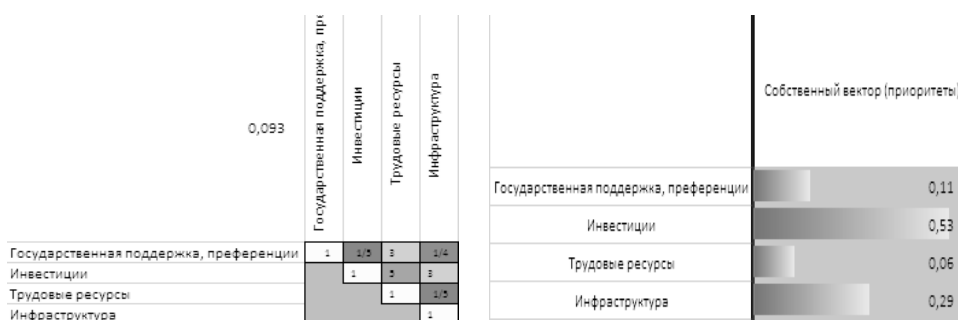 0,093
Государственная поддержка, пре
Инвестиции
Трудовые ресурсы
Инфраструктура
Государственная поддержка, преференции 1 1/5 3 1/4
Инвестиции 1 5 3
Трудовые ресурсы 1 1/5
Инфраструктура 1
Собственный вектор (приоритеты)
Государственная поддержка, преференции 0,11
Инвестиции 0,53
Трудовые ресурсы 0,06
Инфраструктура 0,29